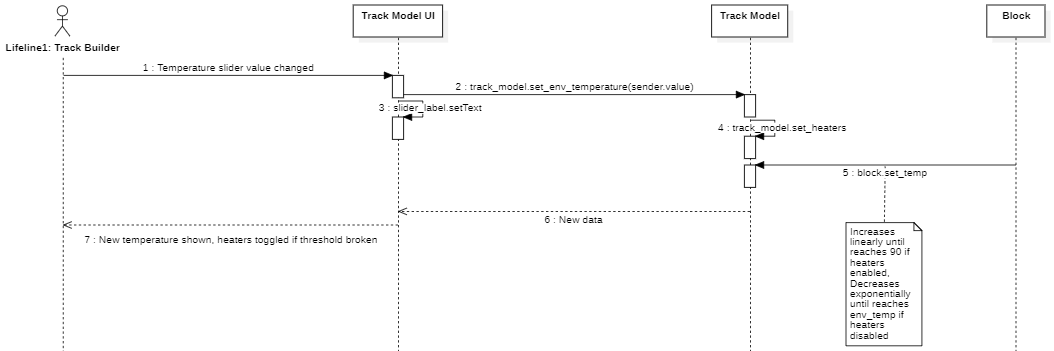 Track Model UI
Track Model
Block
Lifeline1: Track Builder
1 : Temperature slider value changed
2 : track_model.set_env_temperature(sender.value)
3 : slider_label.setText
4 : track_model.set_heaters
5 : block.set_temp
6 : New data
7 : New temperature shown, heaters toggled if threshold broken
Increases
linearly until
reaches 90 if
heaters
enabled,
Decreases
exponentially
until reaches
env_temp if
heaters
disabled